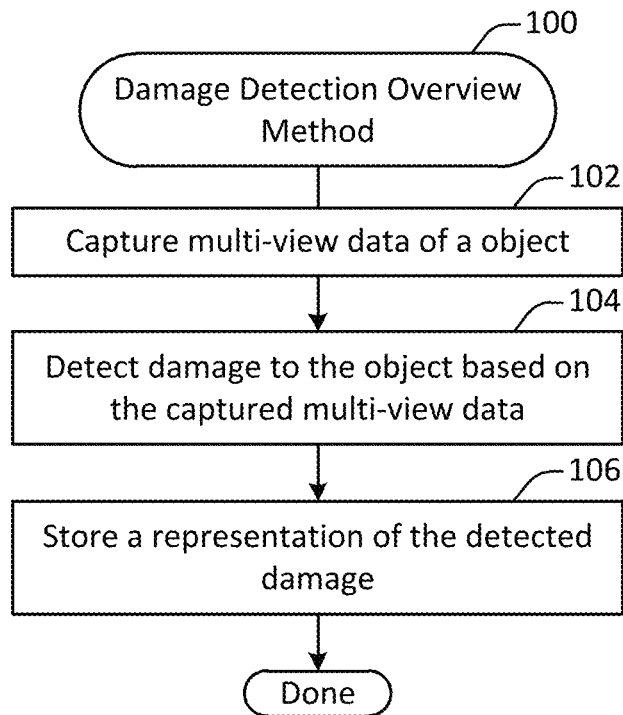 100
Damage Detection Overview
Method
102
Capture multi-view data of a object
104
Detect damage to the object based on
the captured multi-view data
106
Store a representation of the detected
damage
Done